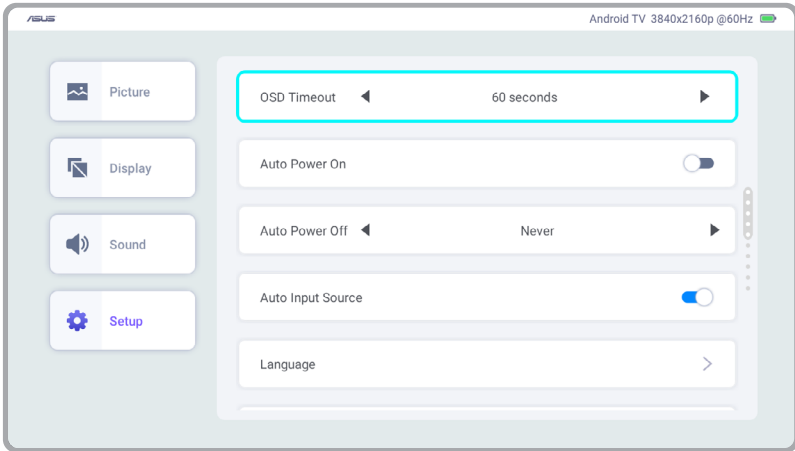 ASUS
Android TV 3840x2160p @60Hz
Picture
Display
Sound
Setup
OSD Timeout 60 seconds
Auto Power On
Auto Power Off Never
Auto Input Source
Language